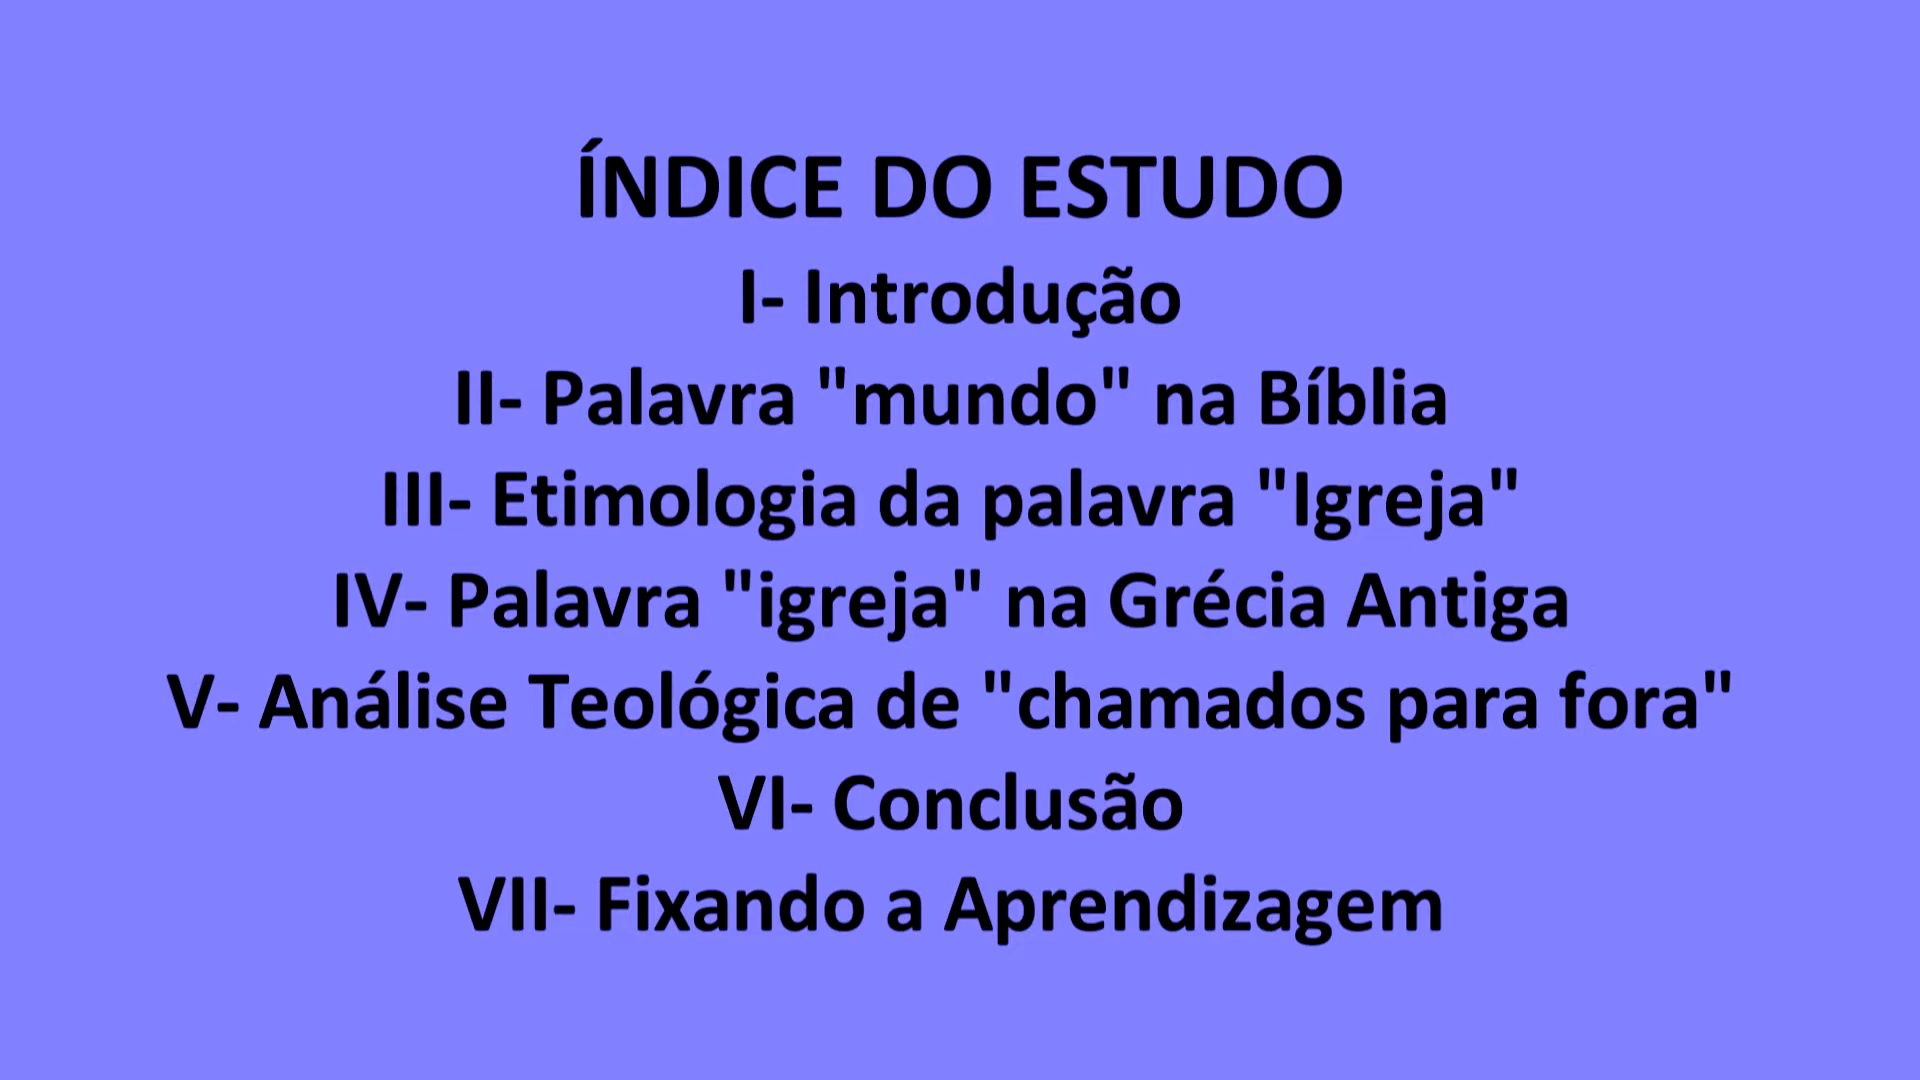 ÍNDICE DO ESTUDO
I- Introdução
II- Palavra "mundo" na Bíblia
III- Etimologia da palavra "Igreja"
IV- Palavra "igreja" na Grécia Antiga
V- Análise Teológica de "chamados para fora"
VI- Conclusão
VII- Fixando a Aprendizagem